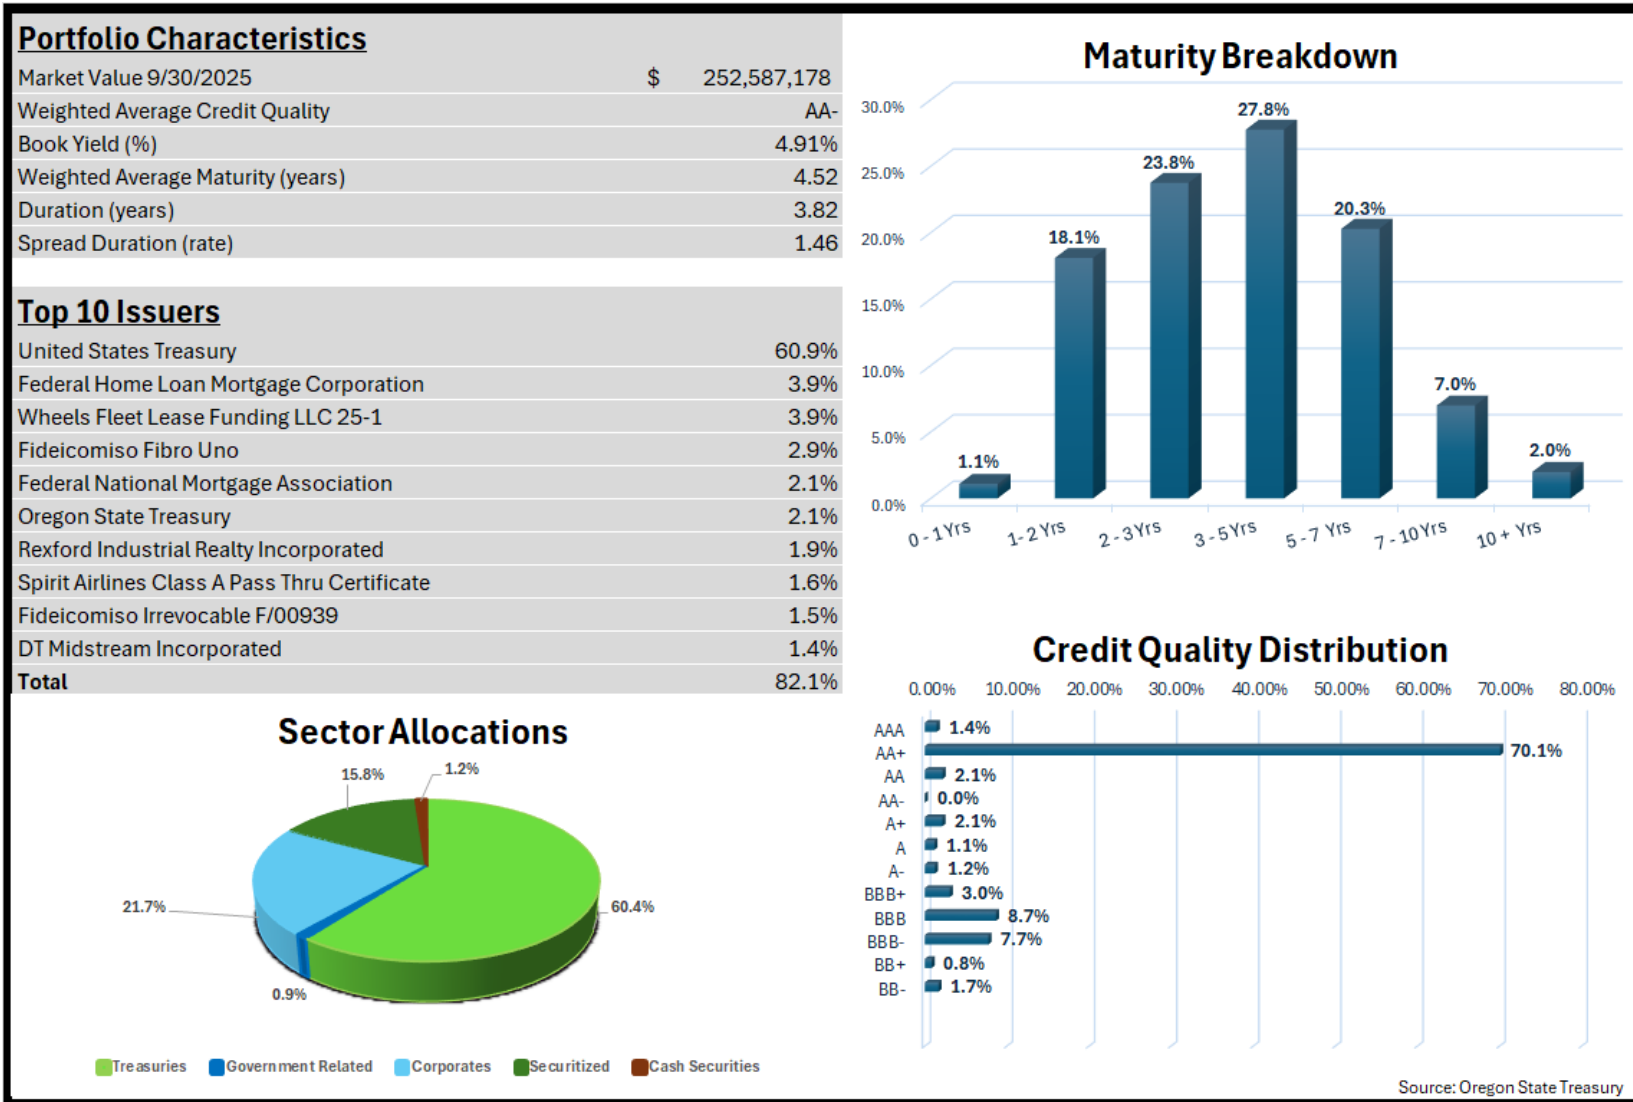 Portfolio Characteristics
Market Value 9/30/2025 $ 252,587,178
Weighted Average Credit Quality AA-
Book Yield (%) 4.91%
Weighted Average Maturity (years) 4.52
Duration (years) 3.82
Spread Duration (rate) 1.46
Top 10 Issuers
United States Treasury 60.9%
Federal Home Loan Mortgage Corporation 3.9%
Wheels Fleet Lease Funding LLC 25-1 3.9%
Fideicomiso Fibro Uno 2.9%
Federal National Mortgage Association 2.1%
Oregon State Treasury 2.1%
Rexford Industrial Realty Incorporated 1.9%
Spirit Airlines Class A Pass Thru Certificate 1.6%
Fideicomiso Irrevocable F/00939 1.5%
DT Midstream Incorporated 1.4%
Total 82.1%
Sector Allocations
15.8%
1.2%
21.7%
60.4%
0.9%
Treasuries Government Related Corporates Securitized Cash Securities
Maturity Breakdown
30.0%
25.0%
20.0%
15.0%
10.0%
5.0%
0.0%
1.1%
18.1%
23.8%
27.8%
20.3%
7.0%
2.0%
0 - 1 Yrs 1- 2 Yrs 2 - 3 Yrs 3 - 5 Yrs 5 - 7 Yrs 7 - 10 Yrs 10 + Yrs
Credit Quality Distribution
0.00% 10.00% 20.00% 30.00% 40.00% 50.00% 60.00% 70.00% 80.00%
AAA 1.4%
AA+ 70.1%
AA 2.1%
AA- 0.0%
A+ 2.1%
A 1.1%
A- 1.2%
BBB+ 3.0%
BBB 8.7%
BBB- 7.7%
BB+ 0.8%
BB- 1.7%
Source: Oregon State Treasury